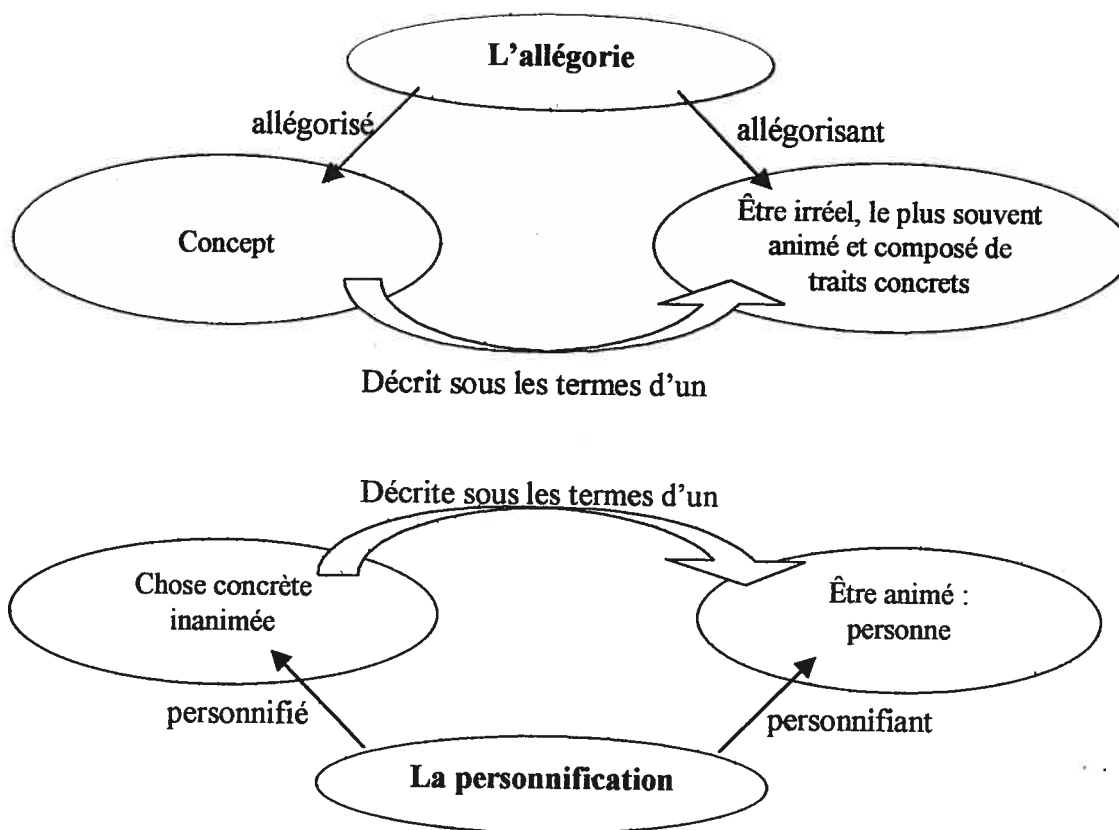 L'allégorie
allégorisé
allégorisant
Concept
Être irréel, le plus souvent
animé et composé de
traits concrets
Décrit sous les termes d'un
Décrite sous les termes d'un
Chose concrète
inanimée
Être animé :
personne
personnifié
personnifiant
La personnification